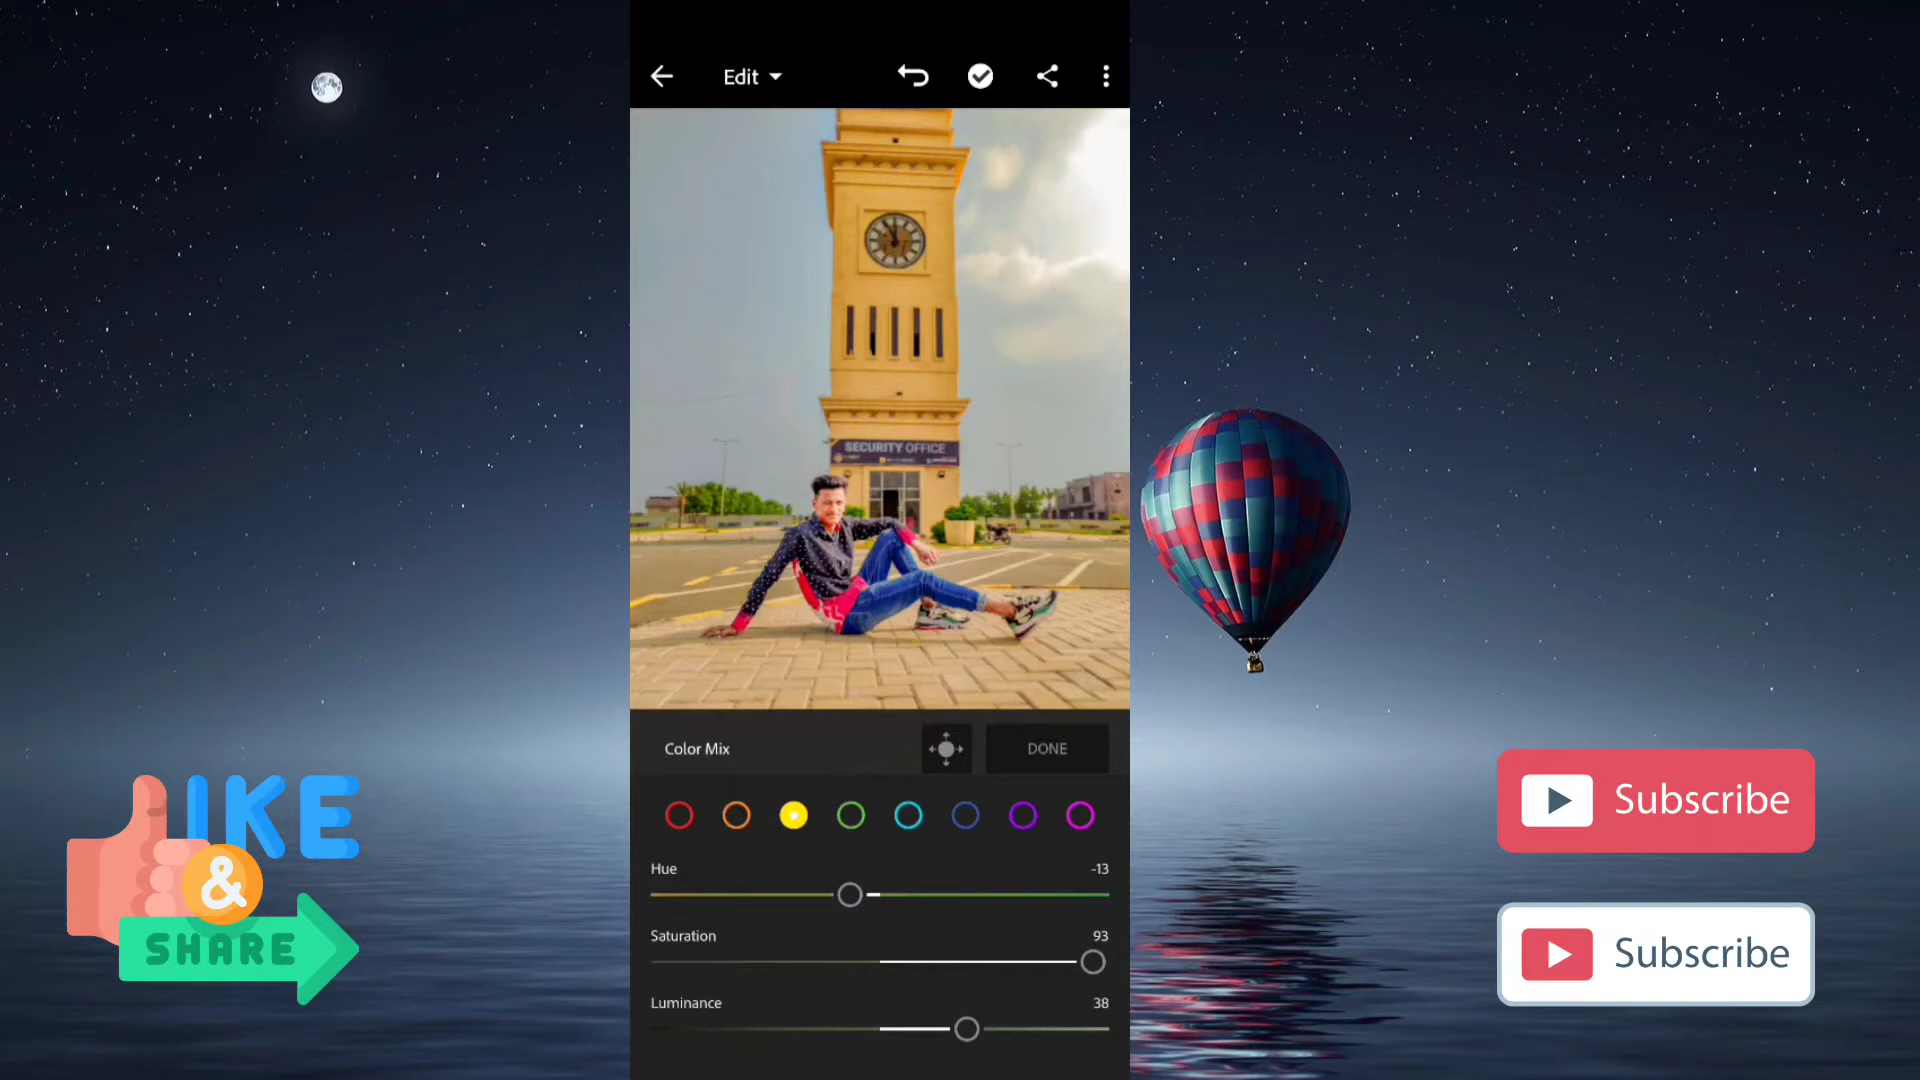 Edit
SECURITY OFFICE
Color Mix
DONE
Hue
-13
Saturation
93
Luminance
38
LIKE
&
SHARE
Subscribe
Subscribe